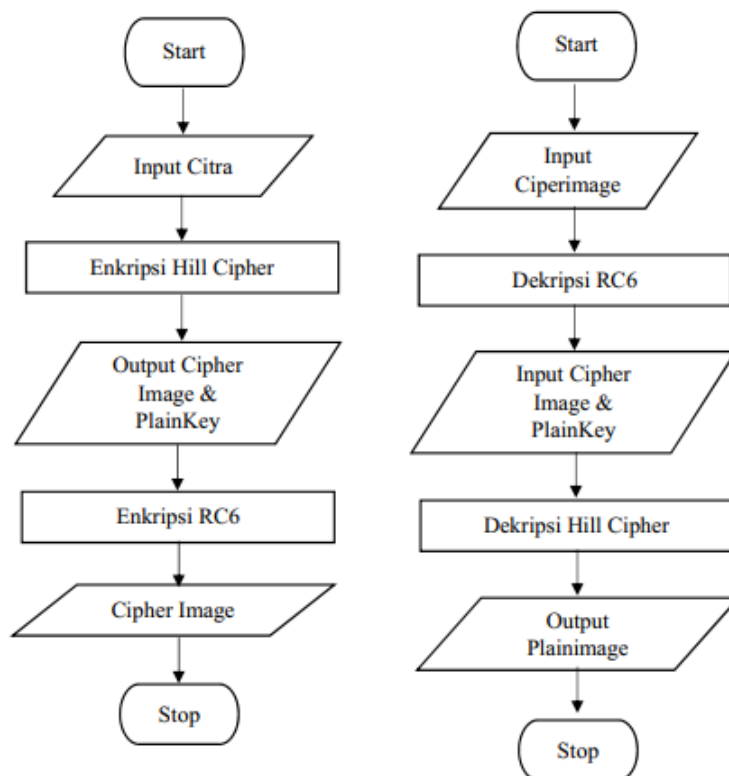 Start
Input Citra
Enkripsi Hill Cipher
Output Cipher
Image &
PlainKey
Enkripsi RC6
Cipher Image
Stop
Start
Input
Ciperimage
Dekripsi RC6
Input Cipher
Image &
PlainKey
Dekripsi Hill Cipher
Output
Plainimage
Stop